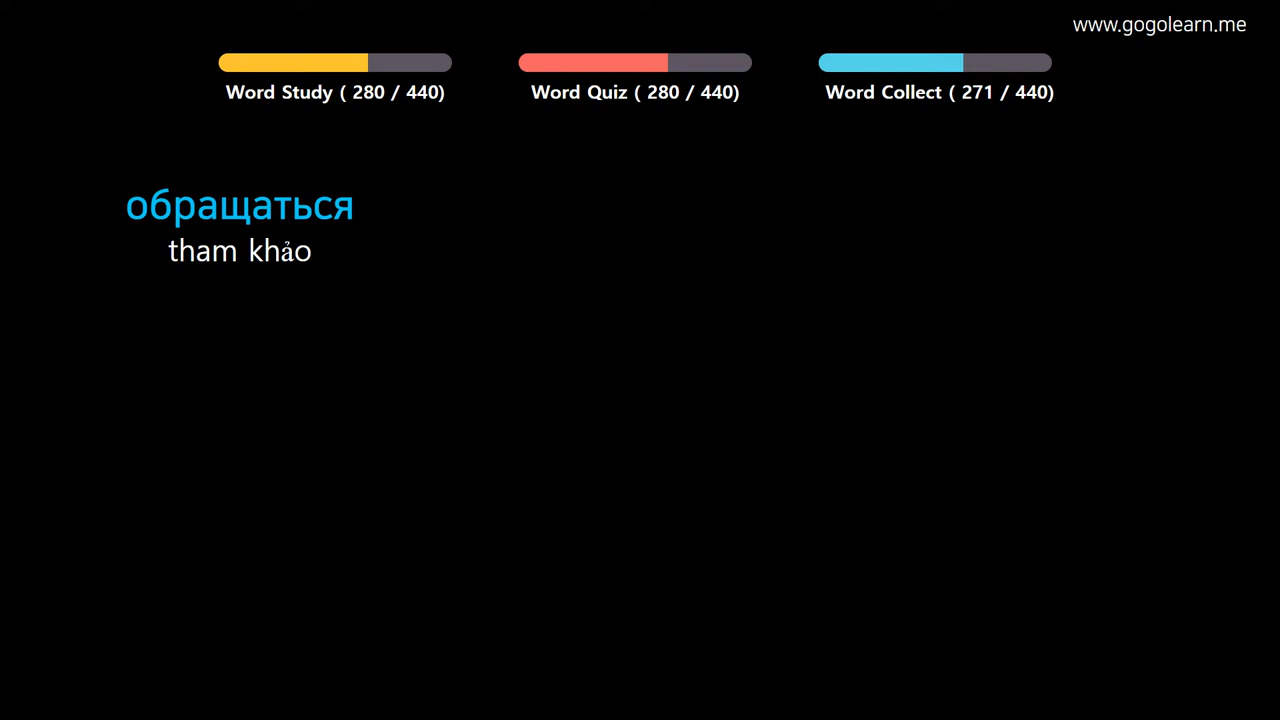 www.gogolearn.me
Word Study ( 280 / 440)
Word Quiz ( 280 / 440)
Word Collect ( 271 / 440)
обращаться
tham khảo